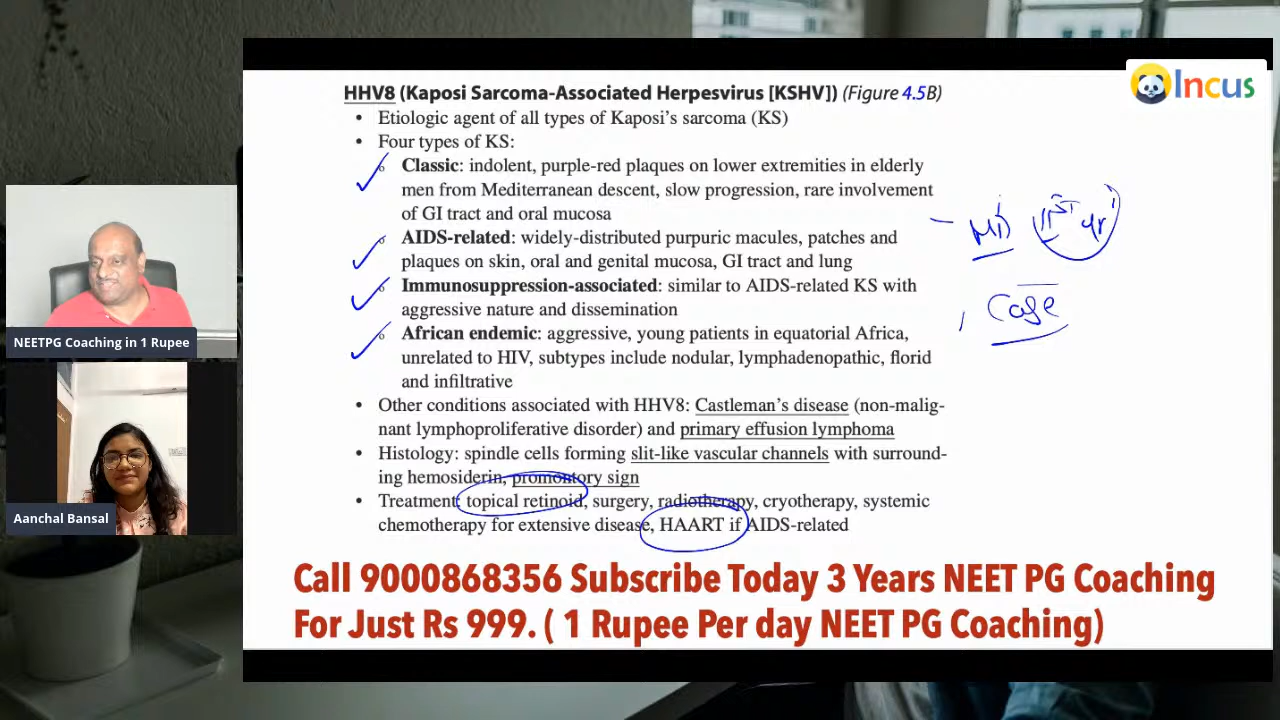 Incus
HHV8 (Kaposi Sarcoma-Associated Herpesvirus [KSHV]) (Figure 4.5B)
• Etiologic agent of all types of Kaposi's sarcoma (KS)
• Four types of KS:
Classic: indolent, purple-red plaques on lower extremities in elderly
men from Mediterranean descent, slow progression, rare involvement
of GI tract and oral mucosa
AIDS-related: widely-distributed purpuric macules, patches and
plaques on skin, oral and genital mucosa, GI tract and lung
Immunosuppression-associated: similar to AIDS-related KS with
aggressive nature and dissemination
African endemic: aggressive, young patients in equatorial Africa,
unrelated to HIV, subtypes include nodular, lymphadenopathic, florid
and infiltrative
• Other conditions associated with HHV8: Castleman's disease (non-malig-
nant lymphoproliferative disorder) and primary effusion lymphoma
• Histology: spindle cells forming slit-like vascular channels with surround-
ing hemosiderin, promontory sign
• Treatment: topical retinoid, surgery, radiotherapy, cryotherapy, systemic
chemotherapy for extensive disease, HAART if AIDS-related
MD 1st yr
Case
NEETPG Coaching in 1 Rupee
Aanchal Bansal
Call 9000868356 Subscribe Today 3 Years NEET PG Coaching
For Just Rs 999. ( 1 Rupee Per day NEET PG Coaching)